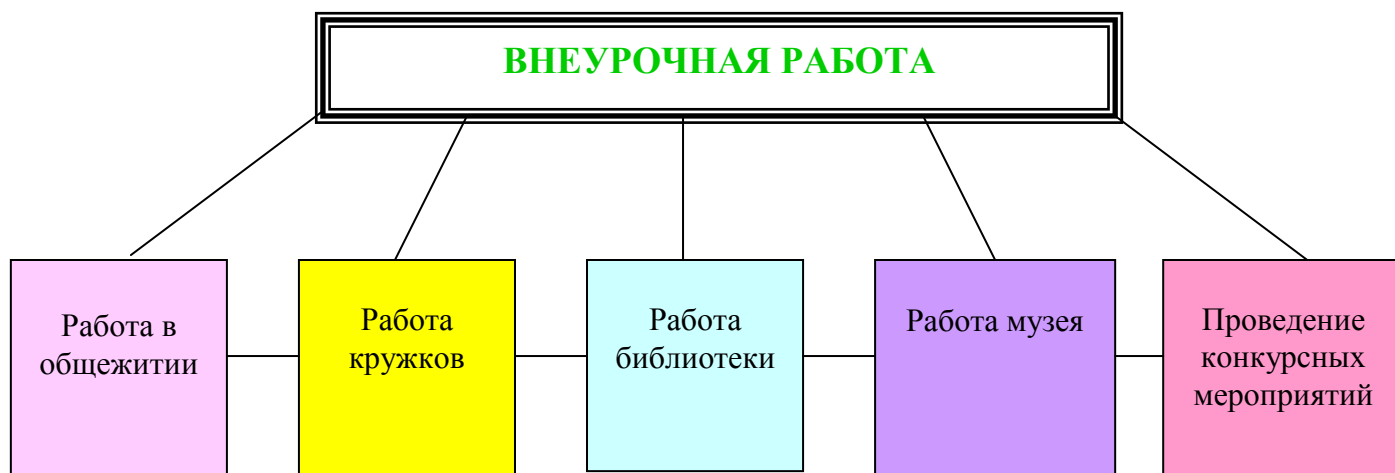 ВНЕУРОЧНАЯ РАБОТА
Работа в
общежитии
Работа
кружков
Работа
библиотеки
Работа музея
Проведение
конкурсных
мероприятий